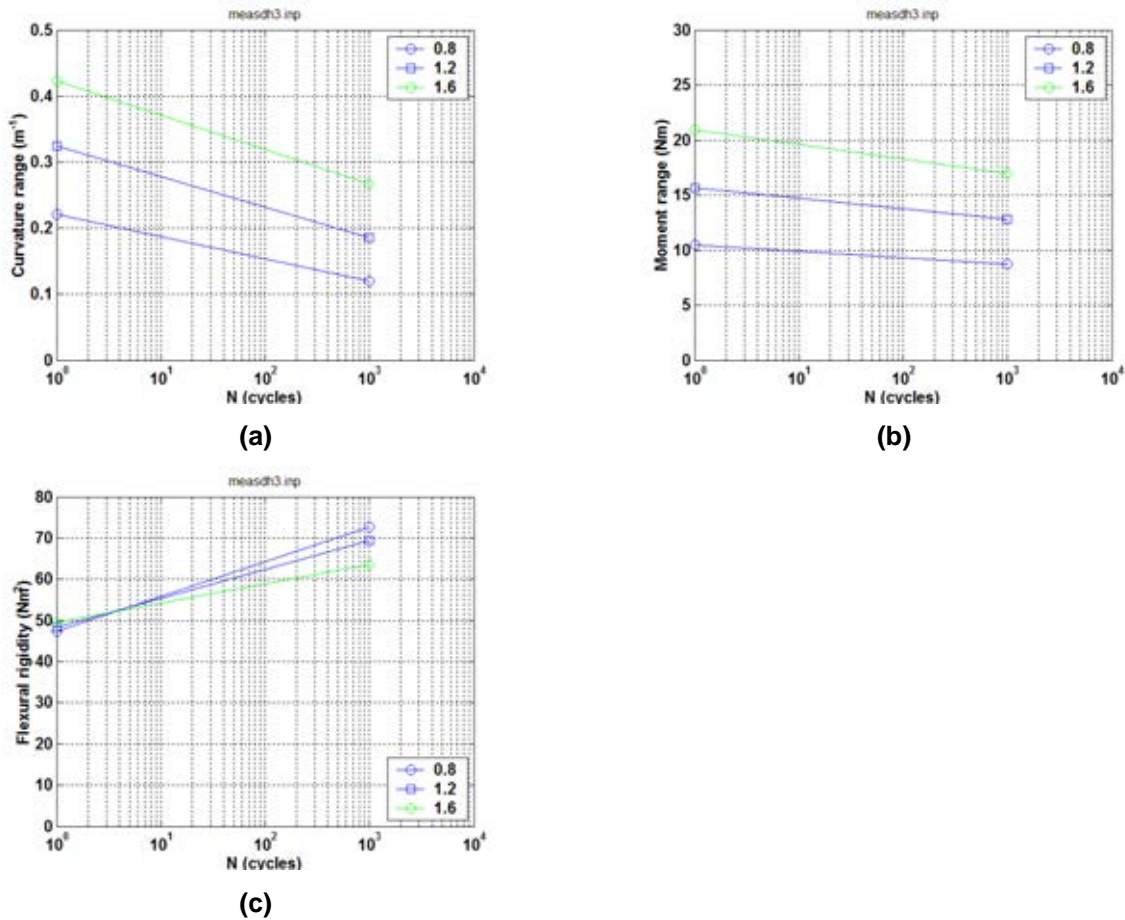 measdh3.inp
0.5
0.4
0.3
0.2
0.1
0
Curvature range (m⁻¹)
0.8
1.2
1.6
10⁰ 10¹ 10² 10³ 10⁴
N (cycles)
(a)
measdh3.inp
30
25
20
15
10
5
0
Moment range (Nm)
0.8
1.2
1.6
10⁰ 10¹ 10² 10³ 10⁴
N (cycles)
(b)
measdh3.inp
80
70
60
50
40
30
20
10
0
Flexural rigidity (Nm²)
0.8
1.2
1.6
10⁰ 10¹ 10² 10³ 10⁴
N (cycles)
(c)